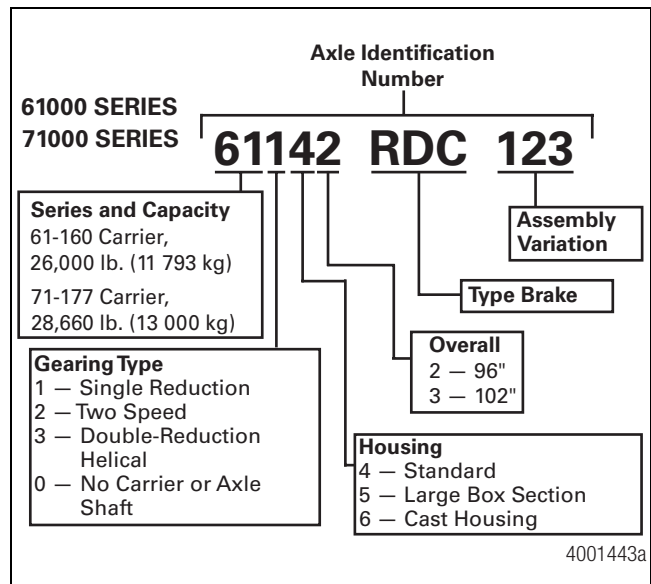 Axle Identification
Number
61000 SERIES
71000 SERIES
61142 RDC 123
Series and Capacity
61-160 Carrier,
26,000 lb. (11 793 kg)
71-177 Carrier,
28,660 lb. (13 000 kg)
Assembly
Variation
Type Brake
Gearing Type
1 — Single Reduction
2 — Two Speed
3 — Double-Reduction
Helical
0 — No Carrier or Axle
Shaft
Overall
2 — 96"
3 — 102"
Housing
4 — Standard
5 — Large Box Section
6 — Cast Housing
4001443a